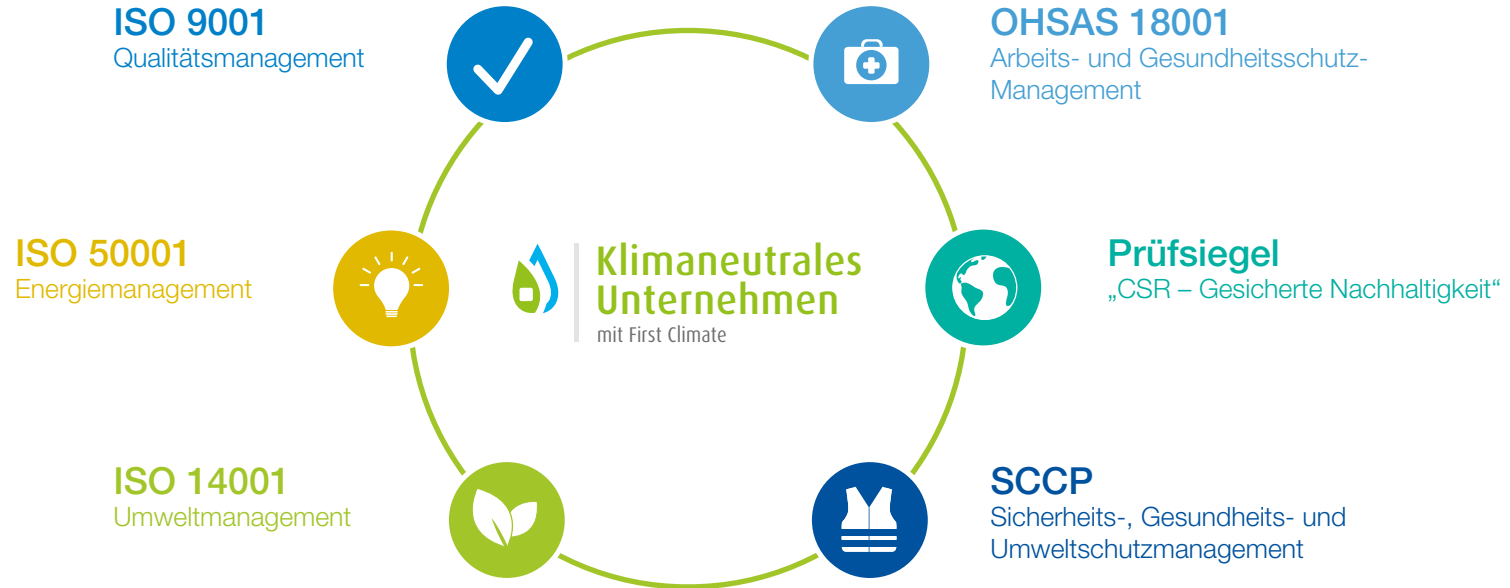 ISO 9001
Qualitätsmanagement
OHSAS 18001
Arbeits- und Gesundheitsschutz-
Management
ISO 50001
Energiemanagement
Klimaneutrales
Unternehmen
mit First Climate
Prüfsiegel
„CSR – Gesicherte Nachhaltigkeit“
ISO 14001
Umweltmanagement
SCCP
Sicherheits-, Gesundheits- und
Umweltschutzmanagement